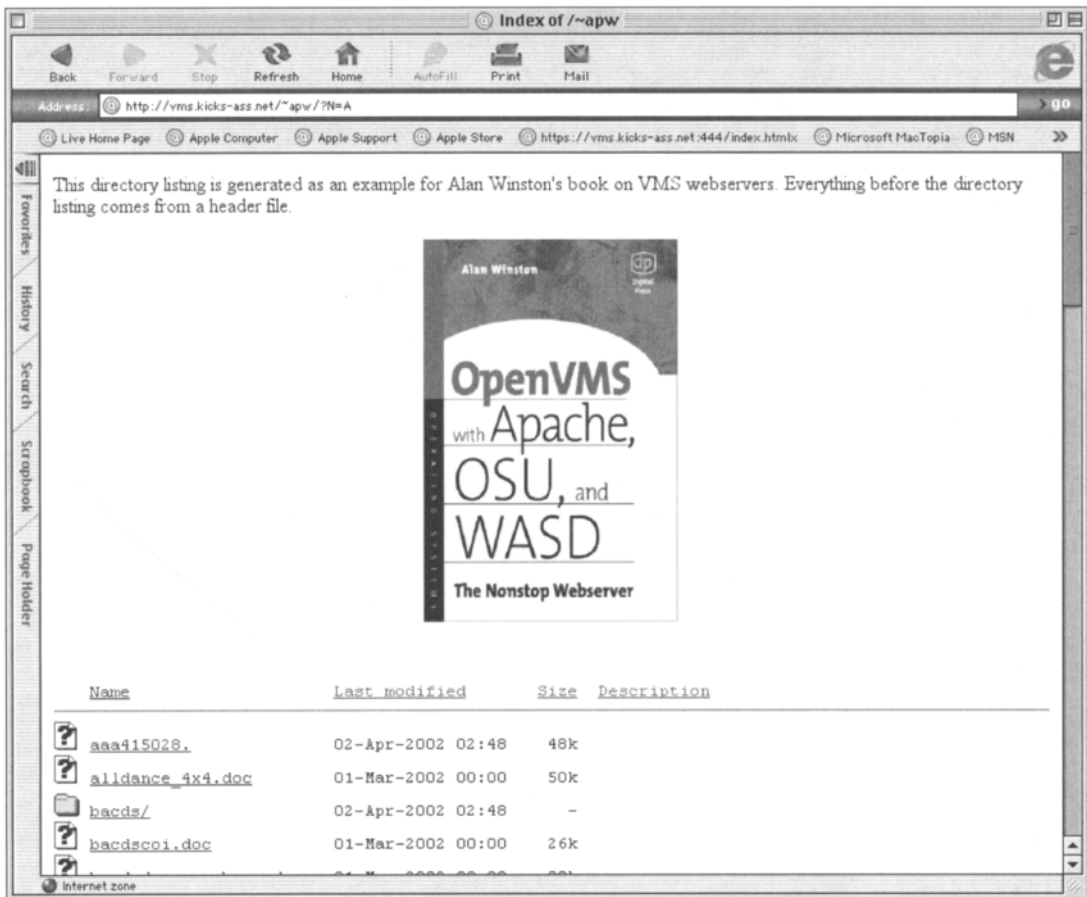 Index of /~apw
Back Forward Stop Refresh Home AutoFill Print Mail
Address: http://vms.kicks-ass.net/~apw/?N=A go
Live Home Page Apple Computer Apple Support Apple Store https://vms.kicks-ass.net:444/index.htmlx Microsoft MacTopia MSN »
Favorites
History
Search
Scrapbook
Page Holder
This directory listing is generated as an example for Alan Winston's book on VMS webservers. Everything before the directory
listing comes from a header file.
Alan Winston
dp
Digital
Press
OPERATING SYSTEMS
OpenVMS
with Apache,
OSU, and
WASD
The Nonstop Webserver
Name Last modified Size Description
aaa415028. 02-Apr-2002 02:48 48k
alldance_4x4.doc 01-Mar-2002 00:00 50k
bacds/ 02-Apr-2002 02:48 -
bacdscoi.doc 01-Mar-2002 00:00 26k
Internet zone